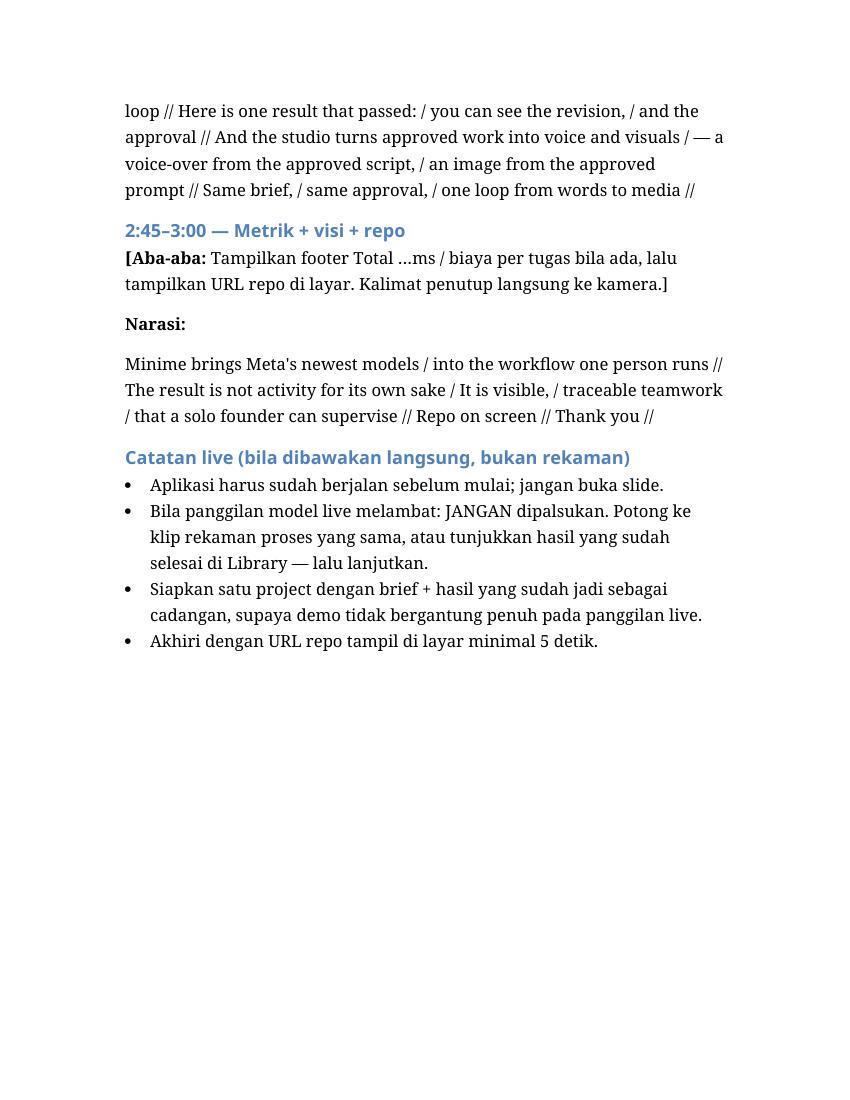 loop // Here is one result that passed: / you can see the revision, / and the
approval // And the studio turns approved work into voice and visuals / — a
voice-over from the approved script, / an image from the approved
prompt // Same brief, / same approval, / one loop from words to media //
2:45–3:00 — Metrik + visi + repo
[Aba-aba: Tampilkan footer Total …ms / biaya per tugas bila ada, lalu
tampilkan URL repo di layar. Kalimat penutup langsung ke kamera.]
Narasi:
Minime brings Meta's newest models / into the workflow one person runs //
The result is not activity for its own sake / It is visible, / traceable teamwork
/ that a solo founder can supervise // Repo on screen // Thank you //
Catatan live (bila dibawakan langsung, bukan rekaman)
• Aplikasi harus sudah berjalan sebelum mulai; jangan buka slide.
• Bila panggilan model live melambat: JANGAN dipalsukan. Potong ke
klip rekaman proses yang sama, atau tunjukkan hasil yang sudah
selesai di Library — lalu lanjutkan.
• Siapkan satu project dengan brief + hasil yang sudah jadi sebagai
cadangan, supaya demo tidak bergantung penuh pada panggilan live.
• Akhiri dengan URL repo tampil di layar minimal 5 detik.